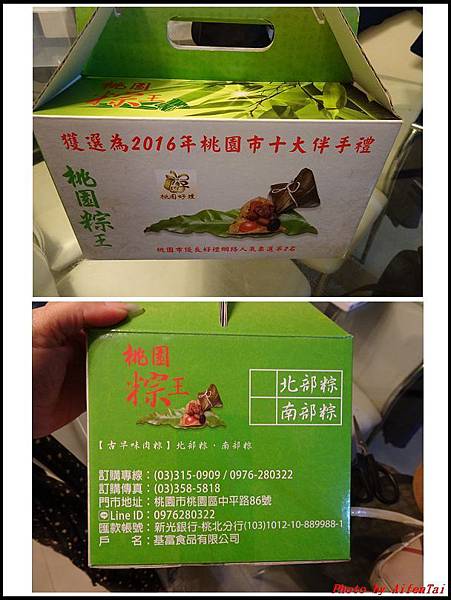 桃園
粽王
獲選為2016年桃園市十大伴手禮
桃園粽王
桃園好禮
桃園市優良好禮網路人氣票選第2名
桃園
粽王
北部粽
南部粽
【古早味肉粽】北部粽．南部粽
訂購專線：(03)315-0909 / 0976-280322
訂購傳真：(03)358-5818
門市地址：桃園市桃園區中平路86號
Line ID：0976280322
匯款帳號：新光銀行-桃北分行(103)1012-10-889988-1
戶　　名：基富食品有限公司
Photo by AifenTai